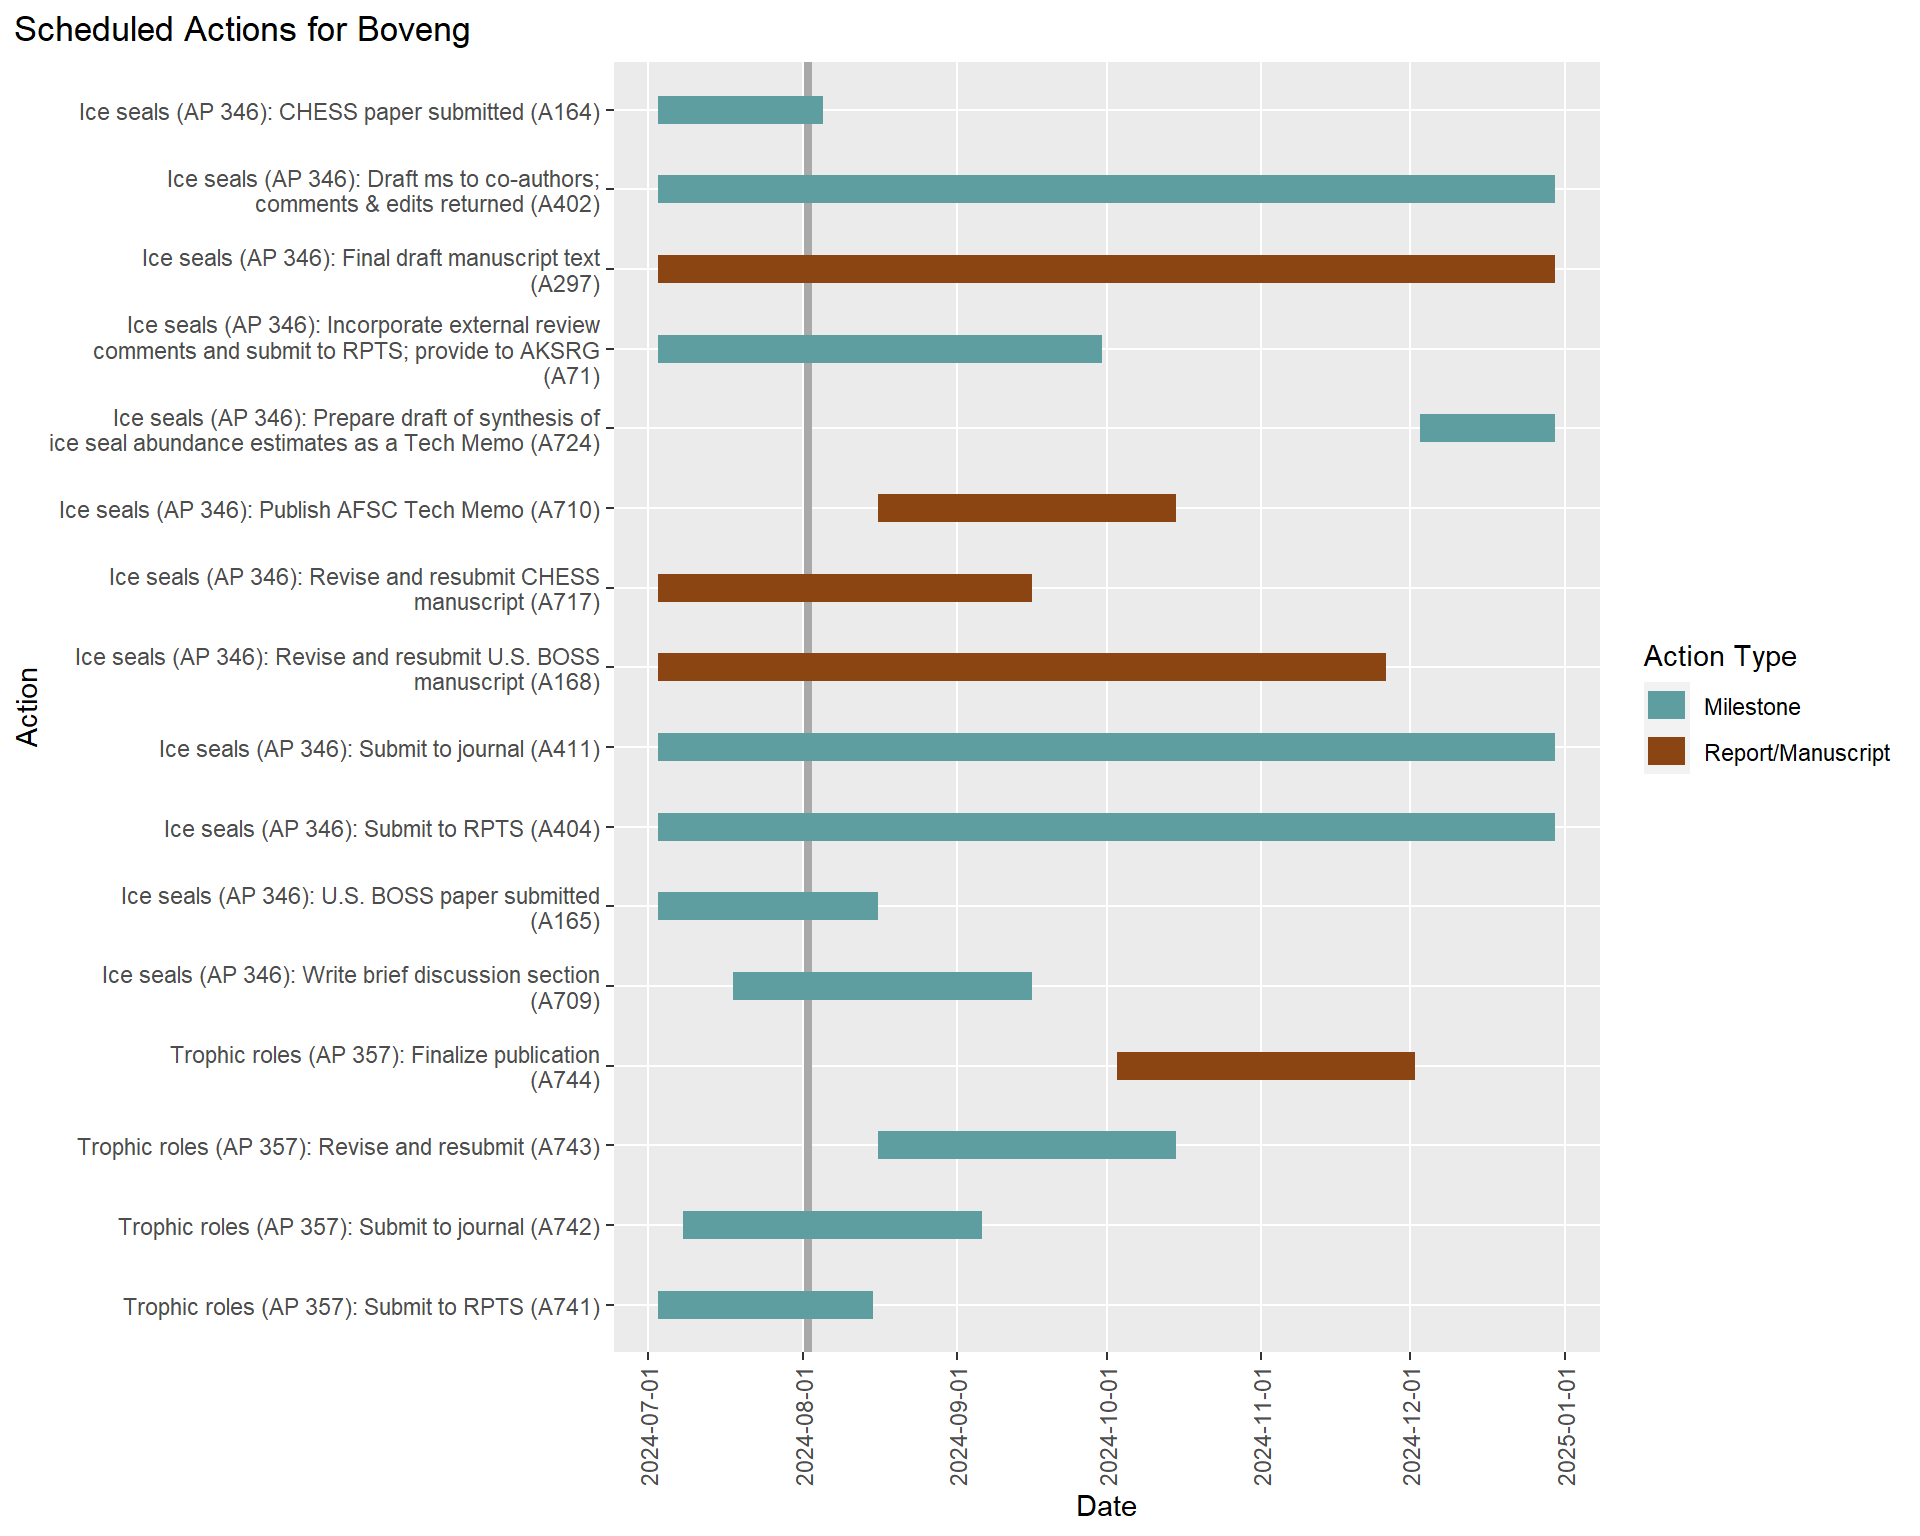 Scheduled Actions for Boveng
Ice seals (AP 346): CHESS paper submitted (A164)
Ice seals (AP 346): Draft ms to co-authors;
comments & edits returned (A402)
Ice seals (AP 346): Final draft manuscript text
(A297)
Ice seals (AP 346): Incorporate external review
comments and submit to RPTS; provide to AKSRG
(A71)
Ice seals (AP 346): Prepare draft of synthesis of
ice seal abundance estimates as a Tech Memo (A724)
Ice seals (AP 346): Publish AFSC Tech Memo (A710)
Ice seals (AP 346): Revise and resubmit CHESS
manuscript (A717)
Ice seals (AP 346): Revise and resubmit U.S. BOSS
manuscript (A168)
Ice seals (AP 346): Submit to journal (A411)
Ice seals (AP 346): Submit to RPTS (A404)
Ice seals (AP 346): U.S. BOSS paper submitted
(A165)
Ice seals (AP 346): Write brief discussion section
(A709)
Trophic roles (AP 357): Finalize publication
(A744)
Trophic roles (AP 357): Revise and resubmit (A743)
Trophic roles (AP 357): Submit to journal (A742)
Trophic roles (AP 357): Submit to RPTS (A741)
Action
2024-07-01
2024-08-01
2024-09-01
2024-10-01
2024-11-01
2024-12-01
2025-01-01
Date
Action Type
Milestone
Report/Manuscript